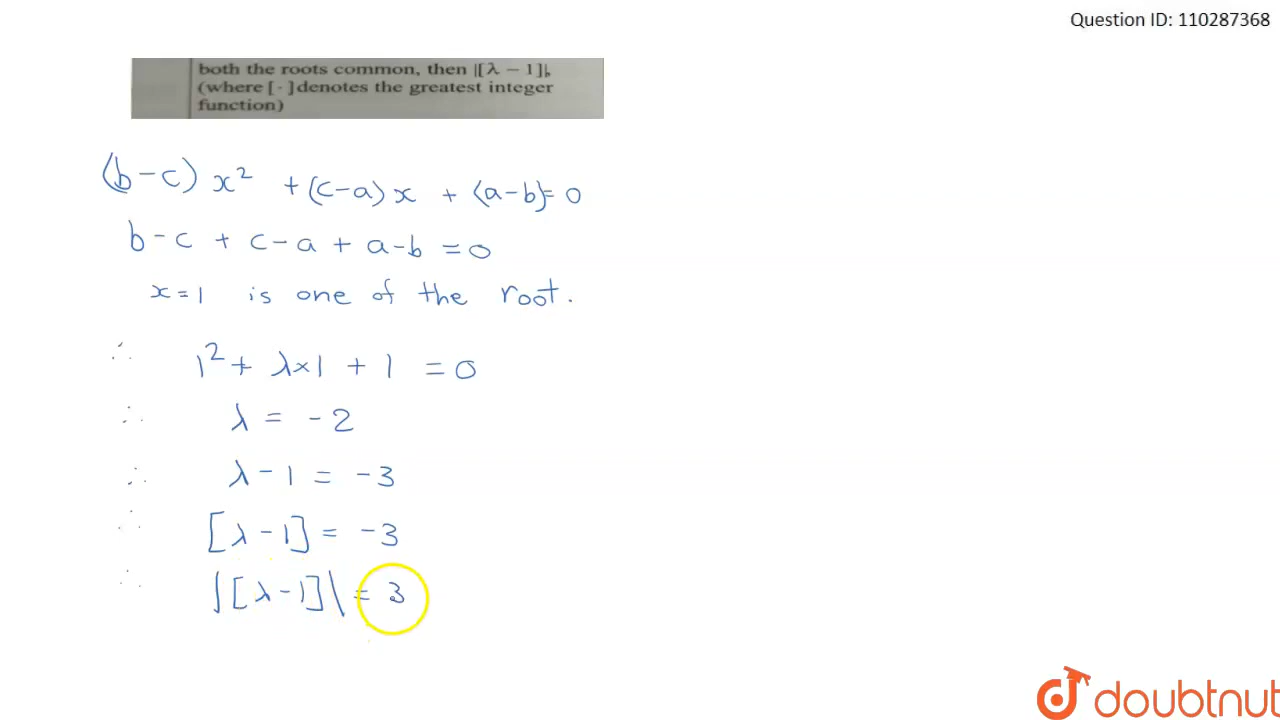 Question ID: 110287368
both the roots common, then |[λ − 1]|,
(where [ · ] denotes the greatest integer
function)
(b-c) x² + (c-a) x + (a-b) = 0
b-c + c-a + a-b = 0
x=1 is one of the root.
∴ 1² + λ×1 + 1 = 0
∴ λ = -2
∴ λ - 1 = -3
∴ [λ - 1] = -3
∴ |[λ - 1]| = 3
doubtnut